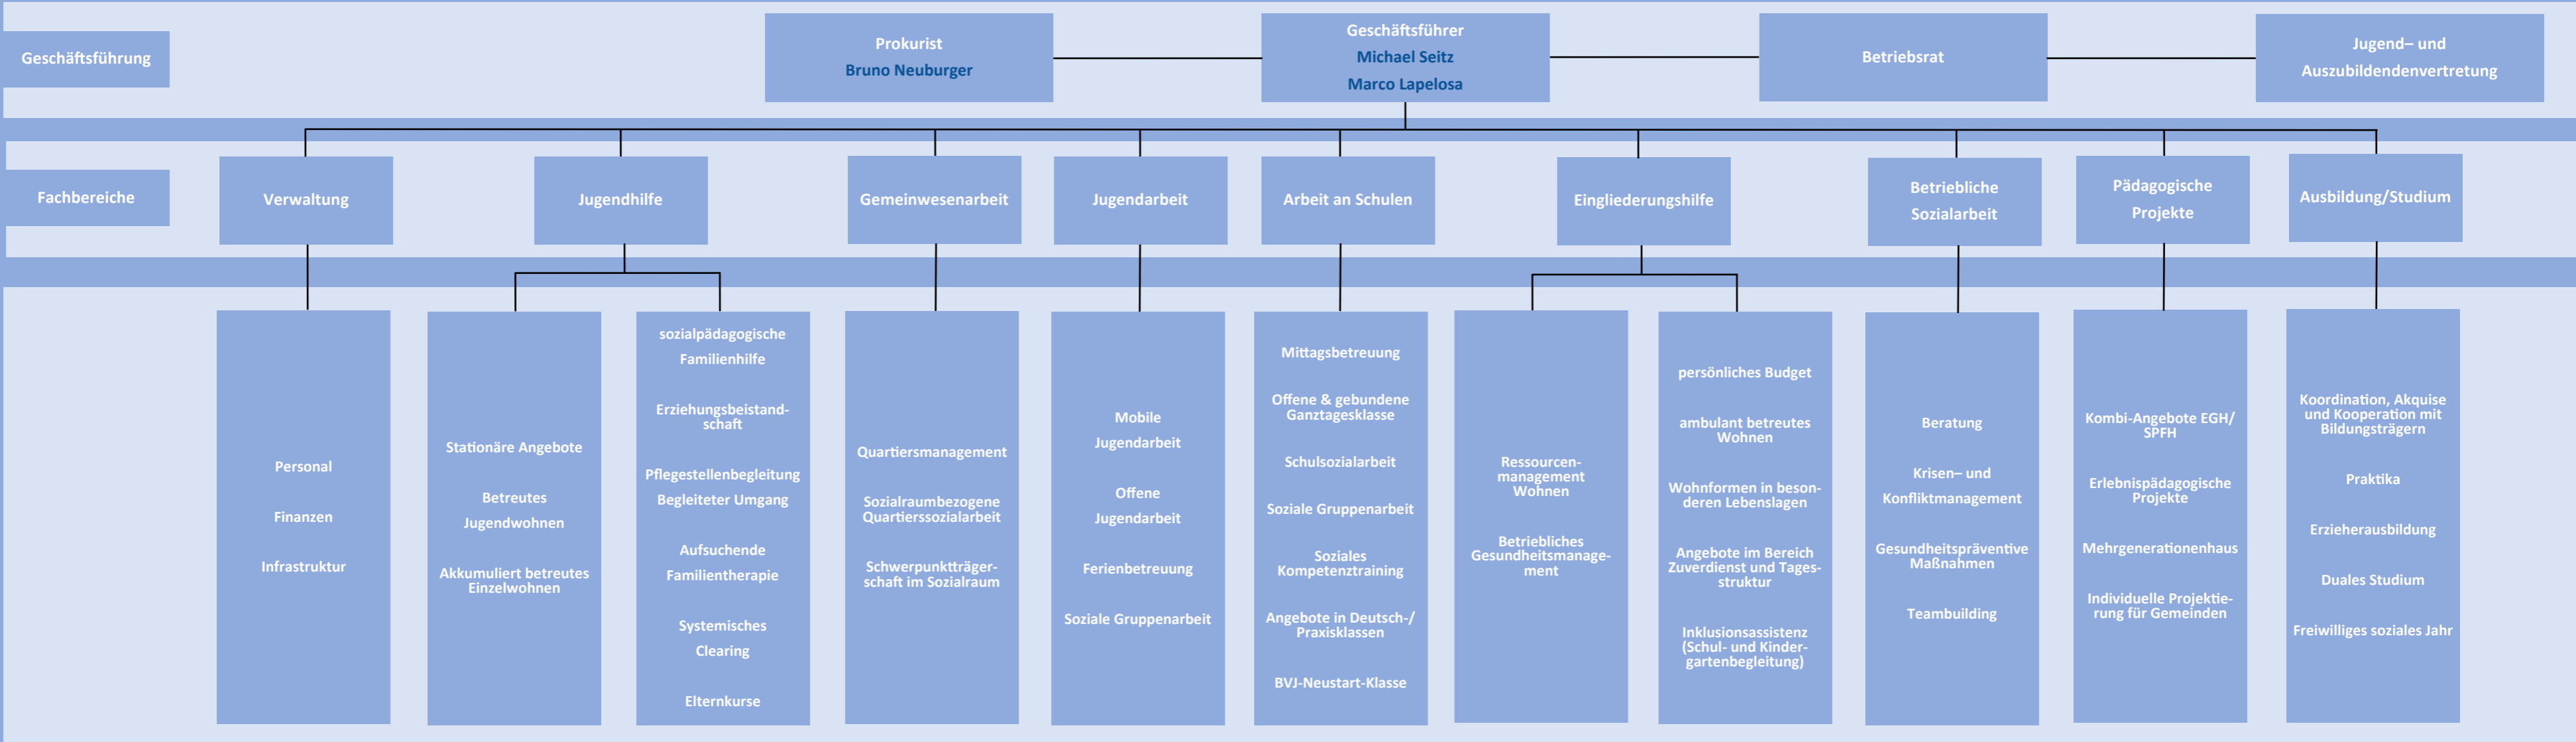 Geschäftsführung
Prokurist
Bruno Neuburger
Geschäftsführer
Michael Seitz
Marco Lapelosa
Betriebsrat
Jugend– und
Auszubildendenvertretung
Fachbereiche
Verwaltung
Jugendhilfe
Gemeinwesenarbeit
Jugendarbeit
Arbeit an Schulen
Eingliederungshilfe
Betriebliche
Sozialarbeit
Pädagogische
Projekte
Ausbildung/Studium
Personal
Finanzen
Infrastruktur
Stationäre Angebote
Betreutes
Jugendwohnen
Akkumuliert betreutes
Einzelwohnen
sozialpädagogische
Familienhilfe
Erziehungsbeistand-
schaft
Pflegestellenbegleitung
Begleiteter Umgang
Aufsuchende
Familientherapie
Systemisches
Clearing
Elternkurse
Quartiersmanagement
Sozialraumbezogene
Quartierssozialarbeit
Schwerpunktträger-
schaft im Sozialraum
Mobile
Jugendarbeit
Offene
Jugendarbeit
Ferienbetreuung
Soziale Gruppenarbeit
Mittagsbetreuung
Offene & gebundene
Ganztagesklasse
Schulsozialarbeit
Soziale Gruppenarbeit
Soziales
Kompetenztraining
Angebote in Deutsch-/
Praxisklassen
BVJ-Neustart-Klasse
Ressourcen-
management
Wohnen
Betriebliches
Gesundheitsmanage-
ment
persönliches Budget
ambulant betreutes
Wohnen
Wohnformen in beson-
deren Lebenslagen
Angebote im Bereich
Zuverdienst und Tages-
struktur
Inklusionsassistenz
(Schul- und Kinder-
gartenbegleitung)
Beratung
Krisen– und
Konfliktmanagement
Gesundheitspräventive
Maßnahmen
Teambuilding
Kombi-Angebote EGH/
SPFH
Erlebnispädagogische
Projekte
Mehrgenerationenhaus
Individuelle Projektie-
rung für Gemeinden
Koordination, Akquise
und Kooperation mit
Bildungsträgern
Praktika
Erzieherausbildung
Duales Studium
Freiwilliges soziales Jahr